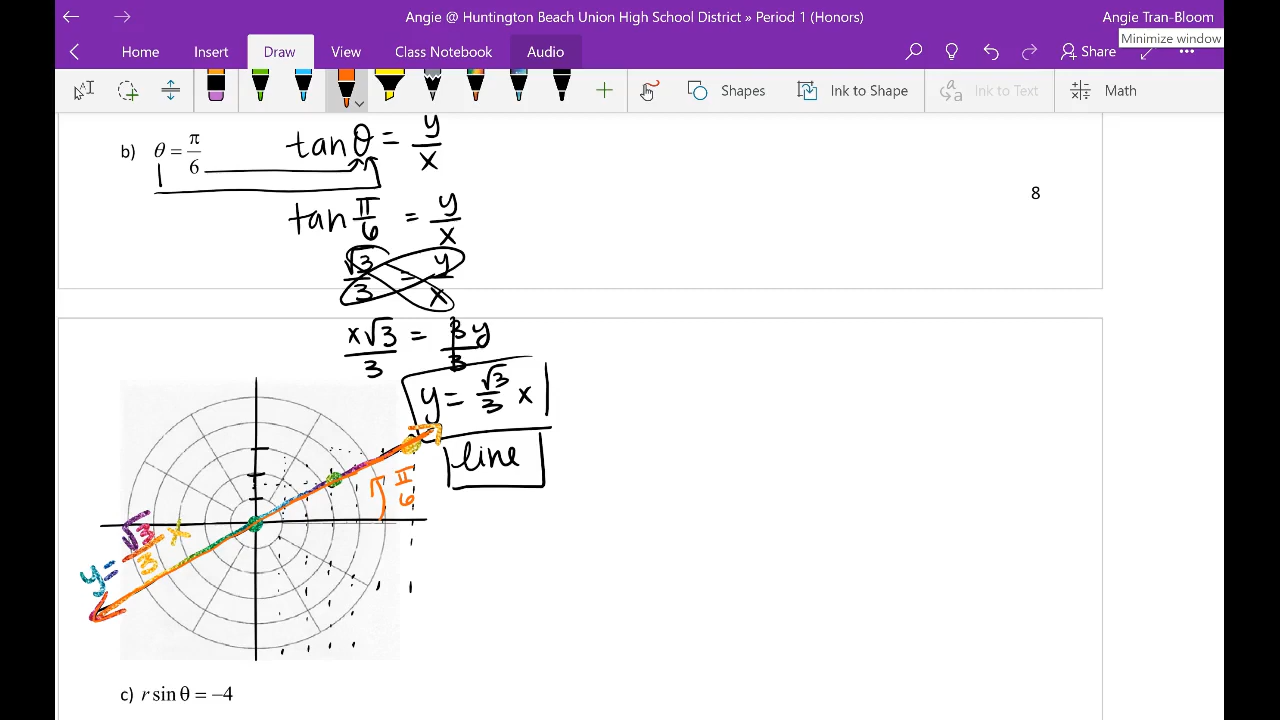 Angie @ Huntington Beach Union High School District » Period 1 (Honors)
Angie Tran-Bloom
Minimize window
Home Insert Draw View Class Notebook Audio
Share
Shapes
Ink to Shape
Ink to Text
Math
b) θ = π/6
tan θ = y/x
8
tan π/6 = y/x
√3/3 = y/x
x√3/3 = 3y/3
y = √3/3 x
line
π/6
y = √3/3 x
c) r sin θ = −4